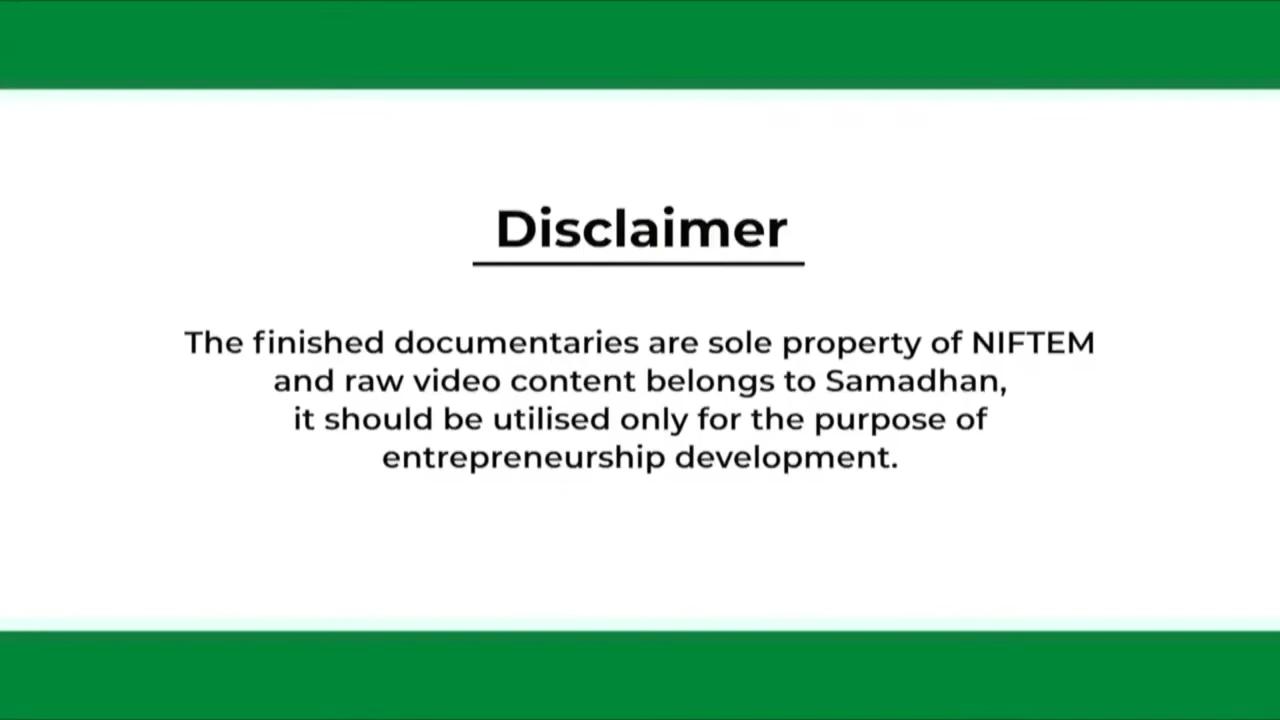 Disclaimer
The finished documentaries are sole property of NIFTEM
and raw video content belongs to Samadhan,
it should be utilised only for the purpose of
entrepreneurship development.